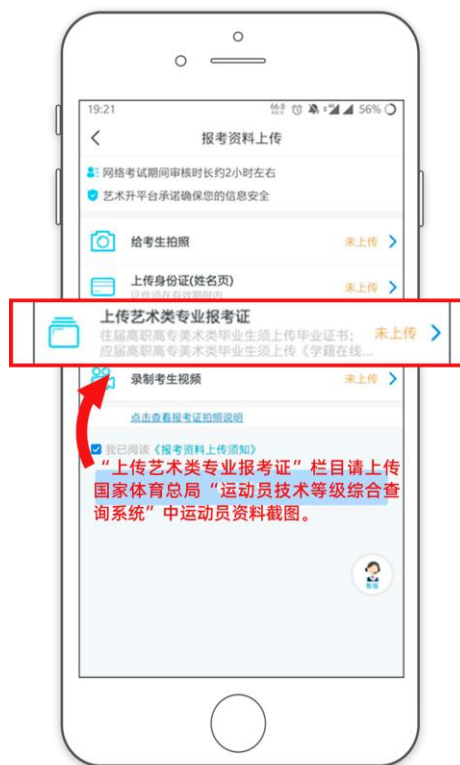 19:21
66.8
KB/S
56%
报考资料上传
网络考试期间审核时长约2小时左右
艺术升平台承诺确保您的信息安全
给考生拍照
未上传
上传身份证(姓名页)
未上传
上传艺术类专业报考证
往届高职高专美术类毕业生须上传毕业证书；
应届高职高专美术类毕业生须上传《学籍在线...
未上传
录制考生视频
未上传
点击查看报考证拍照说明
我已阅读《报考资料上传须知》
“上传艺术类专业报考证”栏目请上传
国家体育总局“运动员技术等级综合查
询系统”中运动员资料截图。
客服